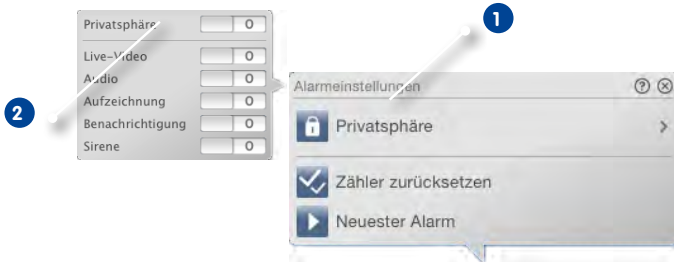 1
2
Privatsphäre 0
Live-Video 0
Audio 0
Aufzeichnung 0
Benachrichtigung 0
Sirene 0
Alarmeinstellungen
Privatsphäre
Zähler zurücksetzen
Neuester Alarm